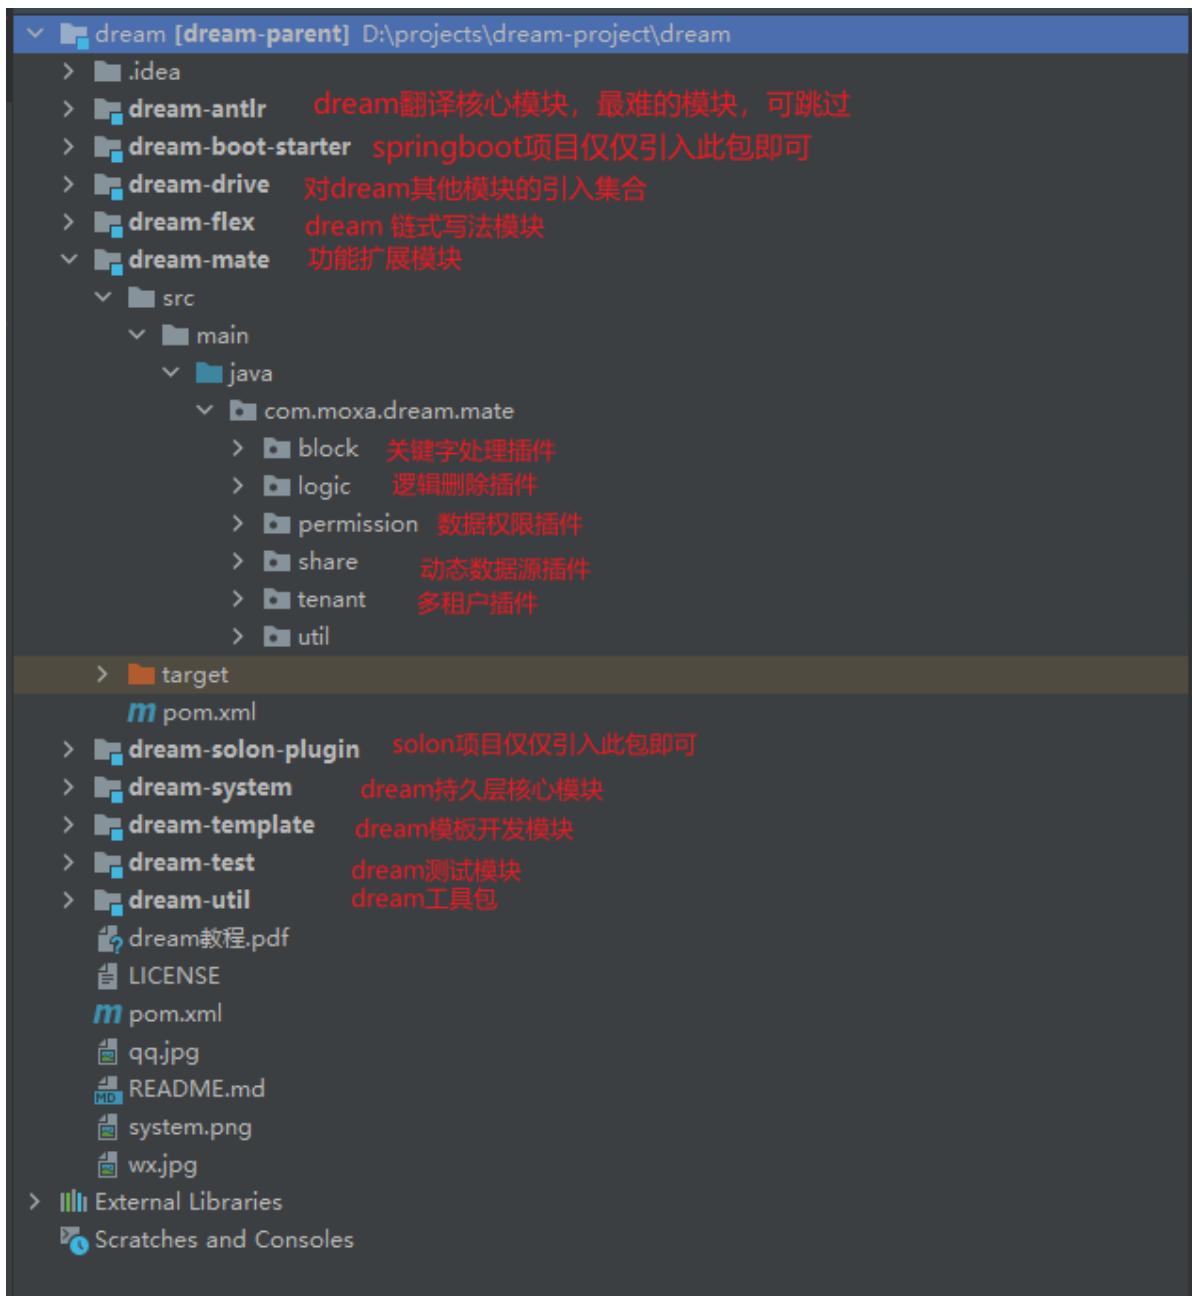 dream [dream-parent] D:\projects\dream-project\dream
.idea
dream-antlr dream翻译核心模块，最难的模块，可跳过
dream-boot-starter springboot项目仅仅引入此包即可
dream-drive 对dream其他模块的引入集合
dream-flex dream 链式写法模块
dream-mate 功能扩展模块
src
main
java
com.moxa.dream.mate
block 关键字处理插件
logic 逻辑删除插件
permission 数据权限插件
share 动态数据源插件
tenant 多租户插件
util
target
m pom.xml
dream-solon-plugin solon项目仅仅引入此包即可
dream-system dream持久层核心模块
dream-template dream模板开发模块
dream-test dream测试模块
dream-util dream工具包
dream教程.pdf
LICENSE
m pom.xml
qq.jpg
MD README.md
system.png
wx.jpg
External Libraries
Scratches and Consoles